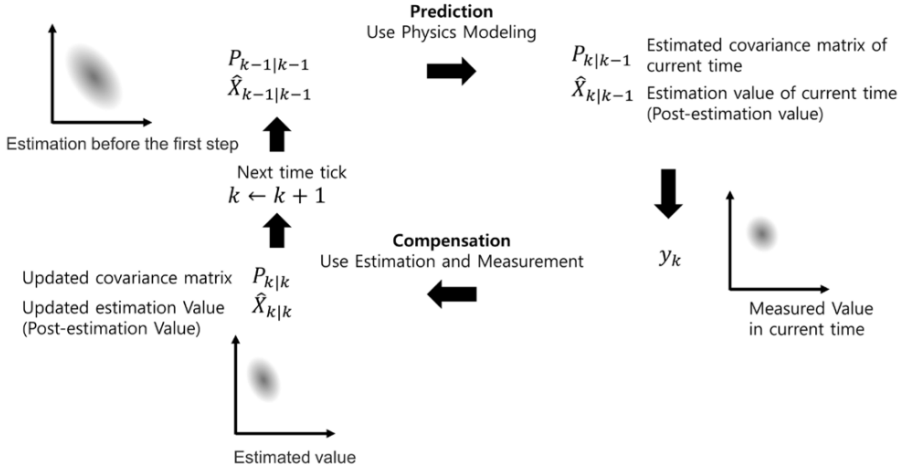 Prediction
Use Physics Modeling
P_{k−1|k−1}
X̂_{k−1|k−1}
P_{k|k−1} Estimated covariance matrix of
current time
X̂_{k|k−1} Estimation value of current time
(Post-estimation value)
Estimation before the first step
Next time tick
k ← k + 1
Compensation
Use Estimation and Measurement
y_k
Updated covariance matrix P_{k|k}
Updated estimation Value X̂_{k|k}
(Post-estimation Value)
Measured Value
in current time
Estimated value